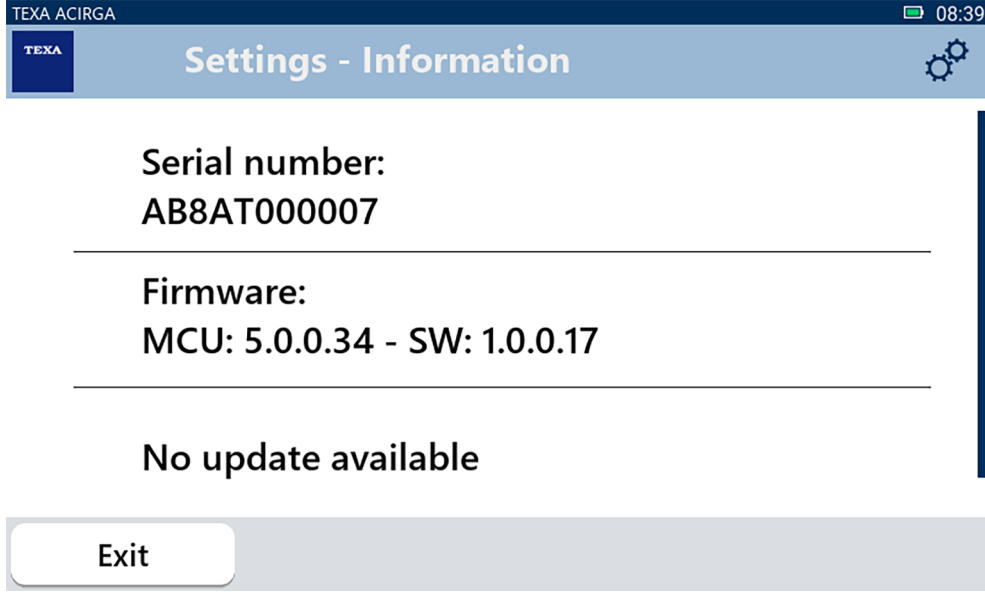 TEXA ACIRGA 08:39
TEXA Settings - Information
Serial number:
AB8AT000007
Firmware:
MCU: 5.0.0.34 - SW: 1.0.0.17
No update available
Exit